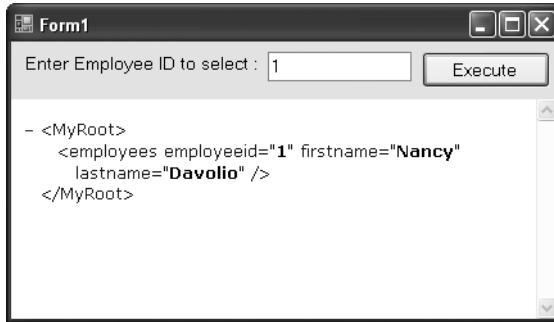 Form1
Enter Employee ID to select : 1 Execute
– <MyRoot>
<employees employeeid="1" firstname="Nancy"
lastname="Davolio" />
</MyRoot>